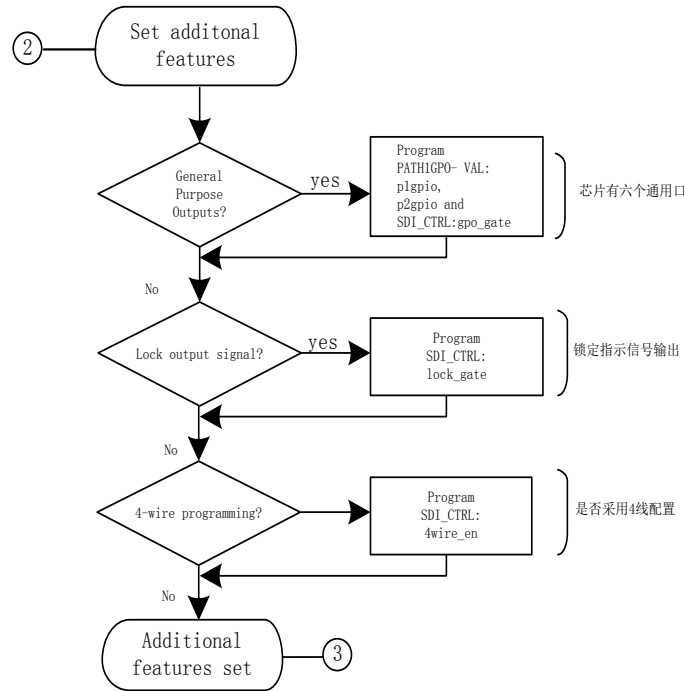 2
Set additonal
features
General
Purpose
Outputs?
yes
Program
PATH1GPO- VAL:
p1gpio,
p2gpio and
SDI_CTRL:gpo_gate
芯片有六个通用口
No
Lock output signal?
yes
Program
SDI_CTRL:
lock_gate
锁定指示信号输出
No
4-wire programming?
Program
SDI_CTRL:
4wire_en
是否采用4线配置
No
Additional
features set
3